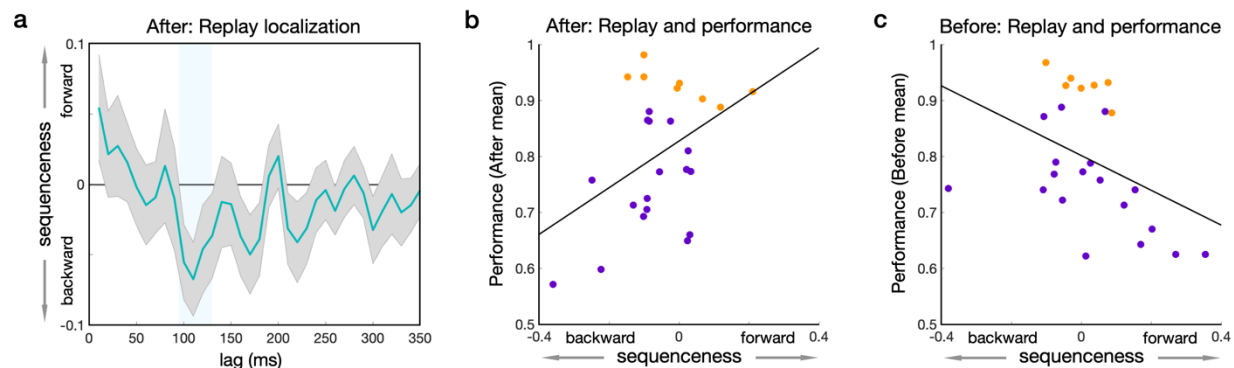 a
After: Replay localization
0.1
0
-0.1
forward
backward
sequenceness
0 50 100 150 200 250 300 350
lag (ms)
b
After: Replay and performance
1
0.9
0.8
0.7
0.6
0.5
Performance (After mean)
-0.4 0 0.4
backward forward
sequenceness
c
Before: Replay and performance
1
0.9
0.8
0.7
0.6
0.5
Performance (Before mean)
-0.4 0 0.4
backward forward
sequenceness